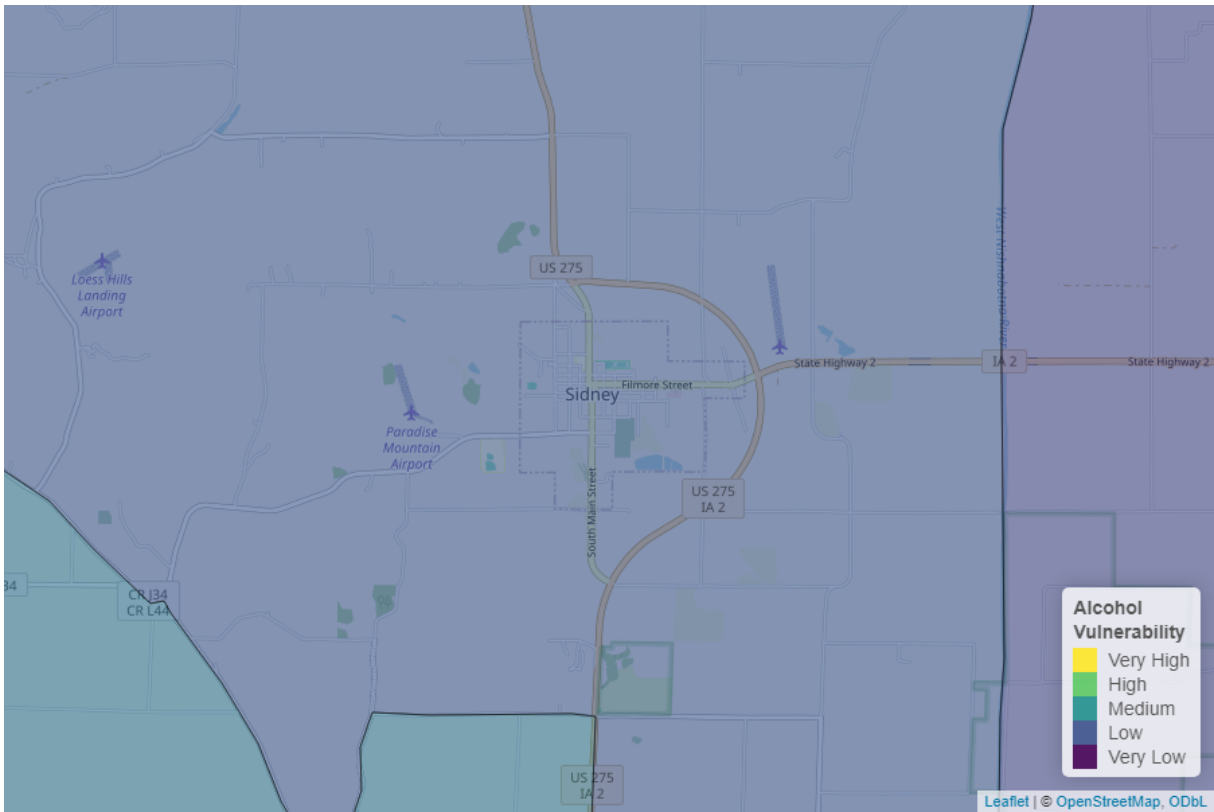 US 275
Loess Hills
Landing
Airport
West Nishnabotna River
State Highway 2
IA 2
State Highway 2
Filmore Street
Sidney
Paradise
Mountain
Airport
US 275
IA 2
South Main Street
34
CR J34
CR L44
Alcohol
Vulnerability
Very High
High
Medium
Low
Very Low
US 275
IA 2
Leaflet | © OpenStreetMap, ODbL